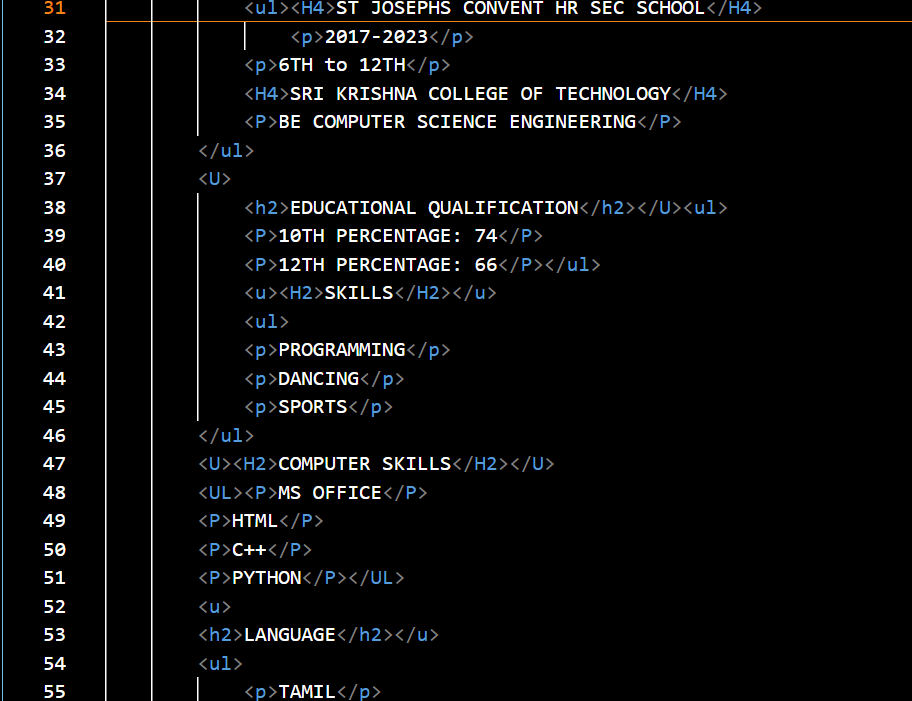 31 <ul><H4>ST JOSEPHS CONVENT HR SEC SCHOOL</H4>
32 <p>2017-2023</p>
33 <p>6TH to 12TH</p>
34 <H4>SRI KRISHNA COLLEGE OF TECHNOLOGY</H4>
35 <P>BE COMPUTER SCIENCE ENGINEERING</P>
36 </ul>
37 <U>
38 <h2>EDUCATIONAL QUALIFICATION</h2></U><ul>
39 <P>10TH PERCENTAGE: 74</P>
40 <P>12TH PERCENTAGE: 66</P></ul>
41 <u><H2>SKILLS</H2></u>
42 <ul>
43 <p>PROGRAMMING</p>
44 <p>DANCING</p>
45 <p>SPORTS</p>
46 </ul>
47 <U><H2>COMPUTER SKILLS</H2></U>
48 <UL><P>MS OFFICE</P>
49 <P>HTML</P>
50 <P>C++</P>
51 <P>PYTHON</P></UL>
52 <u>
53 <h2>LANGUAGE</h2></u>
54 <ul>
55 <p>TAMIL</p>